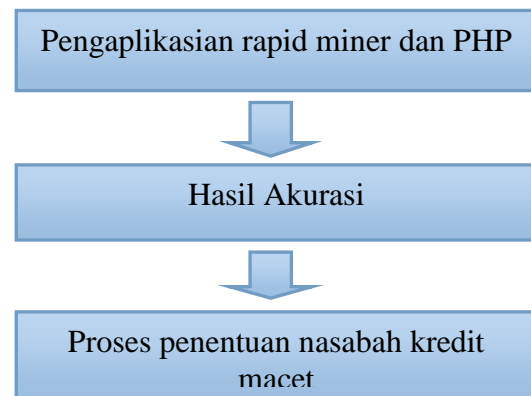 Pengaplikasian rapid miner dan PHP
Hasil Akurasi
Proses penentuan nasabah kredit
macet